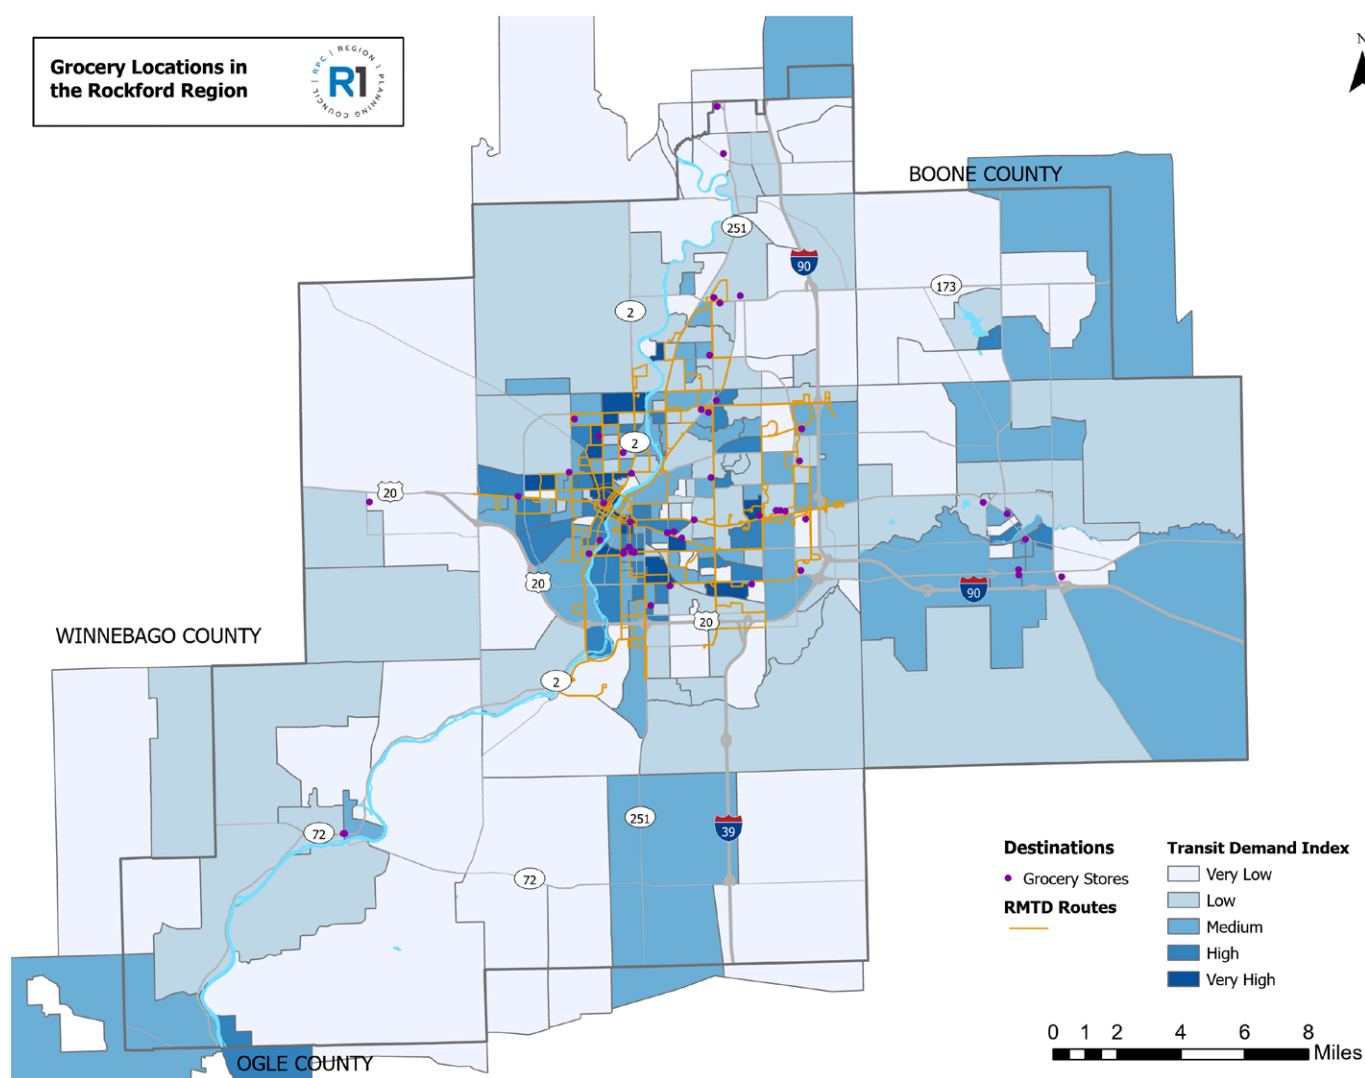 Grocery Locations in
the Rockford Region
RPC | REGION | PLANNING COUNCIL |
R1
N
BOONE COUNTY
251
90
173
2
2
20
20
90
20
WINNEBAGO COUNTY
2
251
39
72
72
OGLE COUNTY
Destinations
Grocery Stores
RMTD Routes
Transit Demand Index
Very Low
Low
Medium
High
Very High
0 1 2 4 6 8
Miles